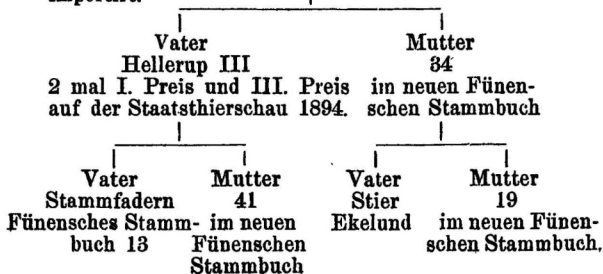 Vater Mutter
Hellerup III 34
2 mal I. Preis und III. Preis im neuen Fünen-
auf der Staatsthierschau 1894. schen Stammbuch
Vater Mutter Vater Mutter
Stammfadern 41 Stier 19
Fünensches Stamm- im neuen Ekelund im neuen Fünen-
buch 13 Fünenschen schen Stammbuch.
Stammbuch